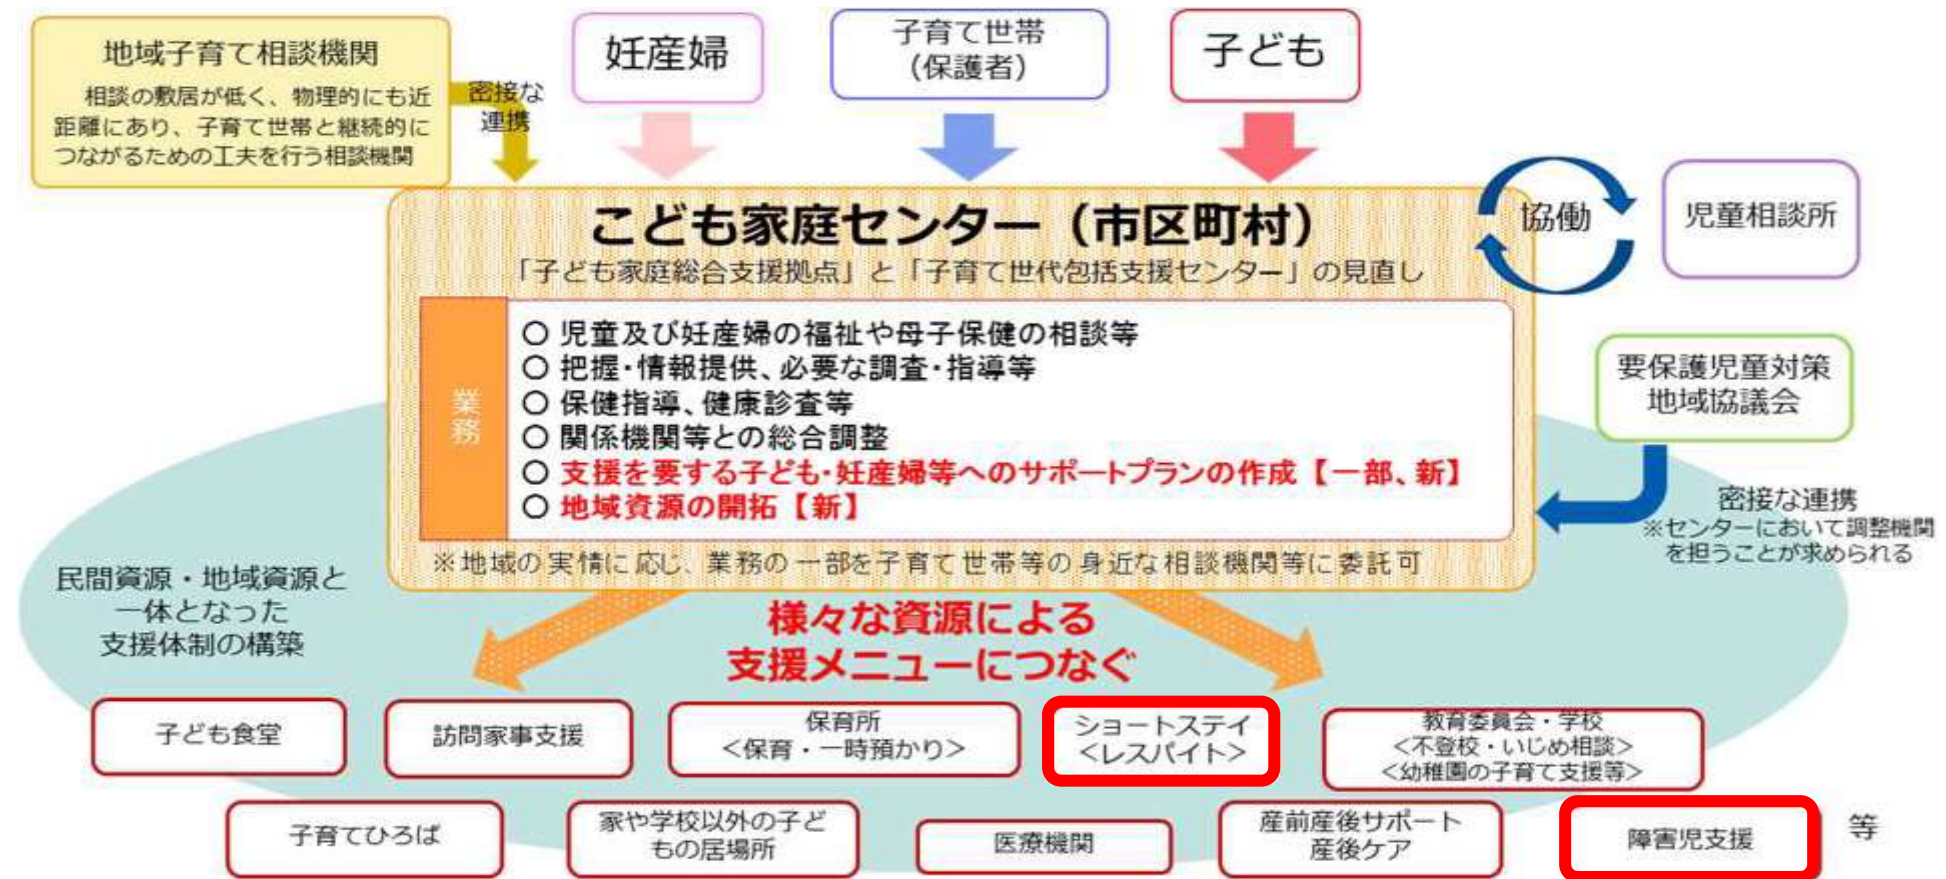 地域子育て相談機関
相談の敷居が低く、物理的にも近
距離にあり、子育て世帯と継続的に
つながるための工夫を行う相談機関
密接な
連携
妊産婦
子育て世帯
(保護者)
子ども
こども家庭センター(市区町村)
「子ども家庭総合支援拠点」と「子育て世代包括支援センター」の見直し
協働
児童相談所
業務
○ 児童及び妊産婦の福祉や母子保健の相談等
○ 把握・情報提供、必要な調査・指導等
○ 保健指導、健康診査等
○ 関係機関等との総合調整
○ 支援を要する子ども・妊産婦等へのサポートプランの作成【一部、新】
○ 地域資源の開拓【新】
※地域の実情に応じ、業務の一部を子育て世帯等の身近な相談機関等に委託可
要保護児童対策
地域協議会
密接な連携
※センターにおいて調整機関
を担うことが求められる
民間資源・地域資源と
一体となった
支援体制の構築
様々な資源による
支援メニューにつなぐ
子ども食堂
訪問家事支援
保育所
<保育・一時預かり>
ショートステイ
<レスパイト>
教育委員会・学校
<不登校・いじめ相談>
<幼稚園の子育て支援等>
子育てひろば
家や学校以外の子ど
もの居場所
医療機関
産前産後サポート
産後ケア
障害児支援
等